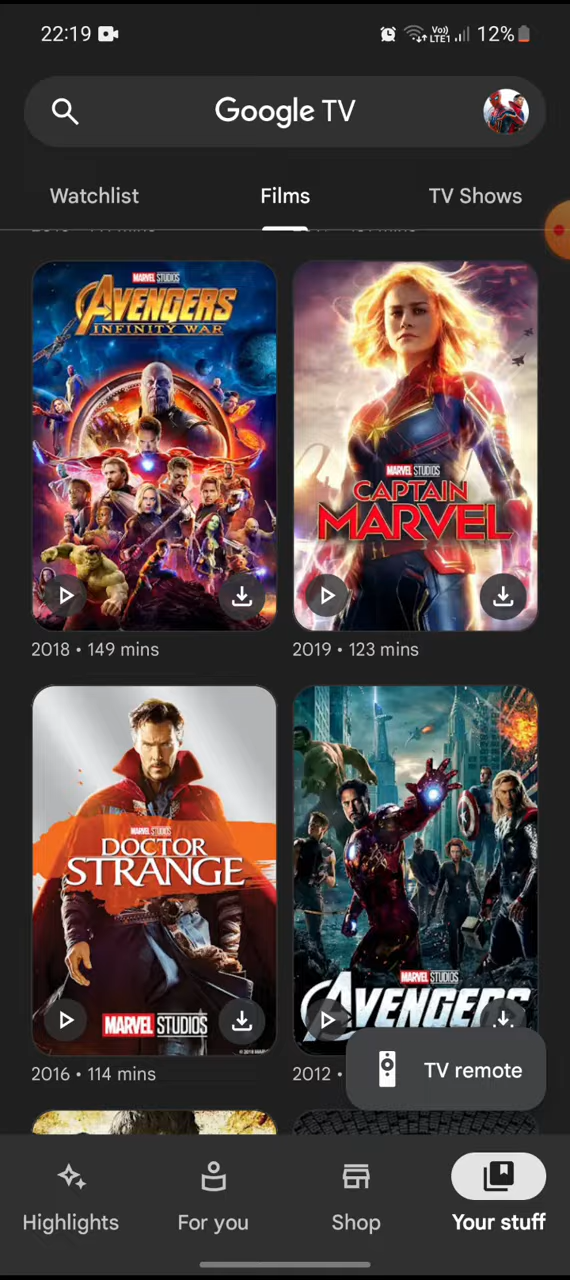 22:19
Vo)) LTE1 12%
Google TV
Watchlist Films TV Shows
MARVEL STUDIOS
AVENGERS
INFINITY WAR
MARVEL STUDIOS
CAPTAIN
MARVEL
2018 • 149 mins
2019 • 123 mins
MARVEL STUDIOS
DOCTOR
STRANGE
MARVEL STUDIOS
MARVEL STUDIOS
AVENGERS
2016 • 114 mins
2012 •
TV remote
Highlights For you Shop Your stuff